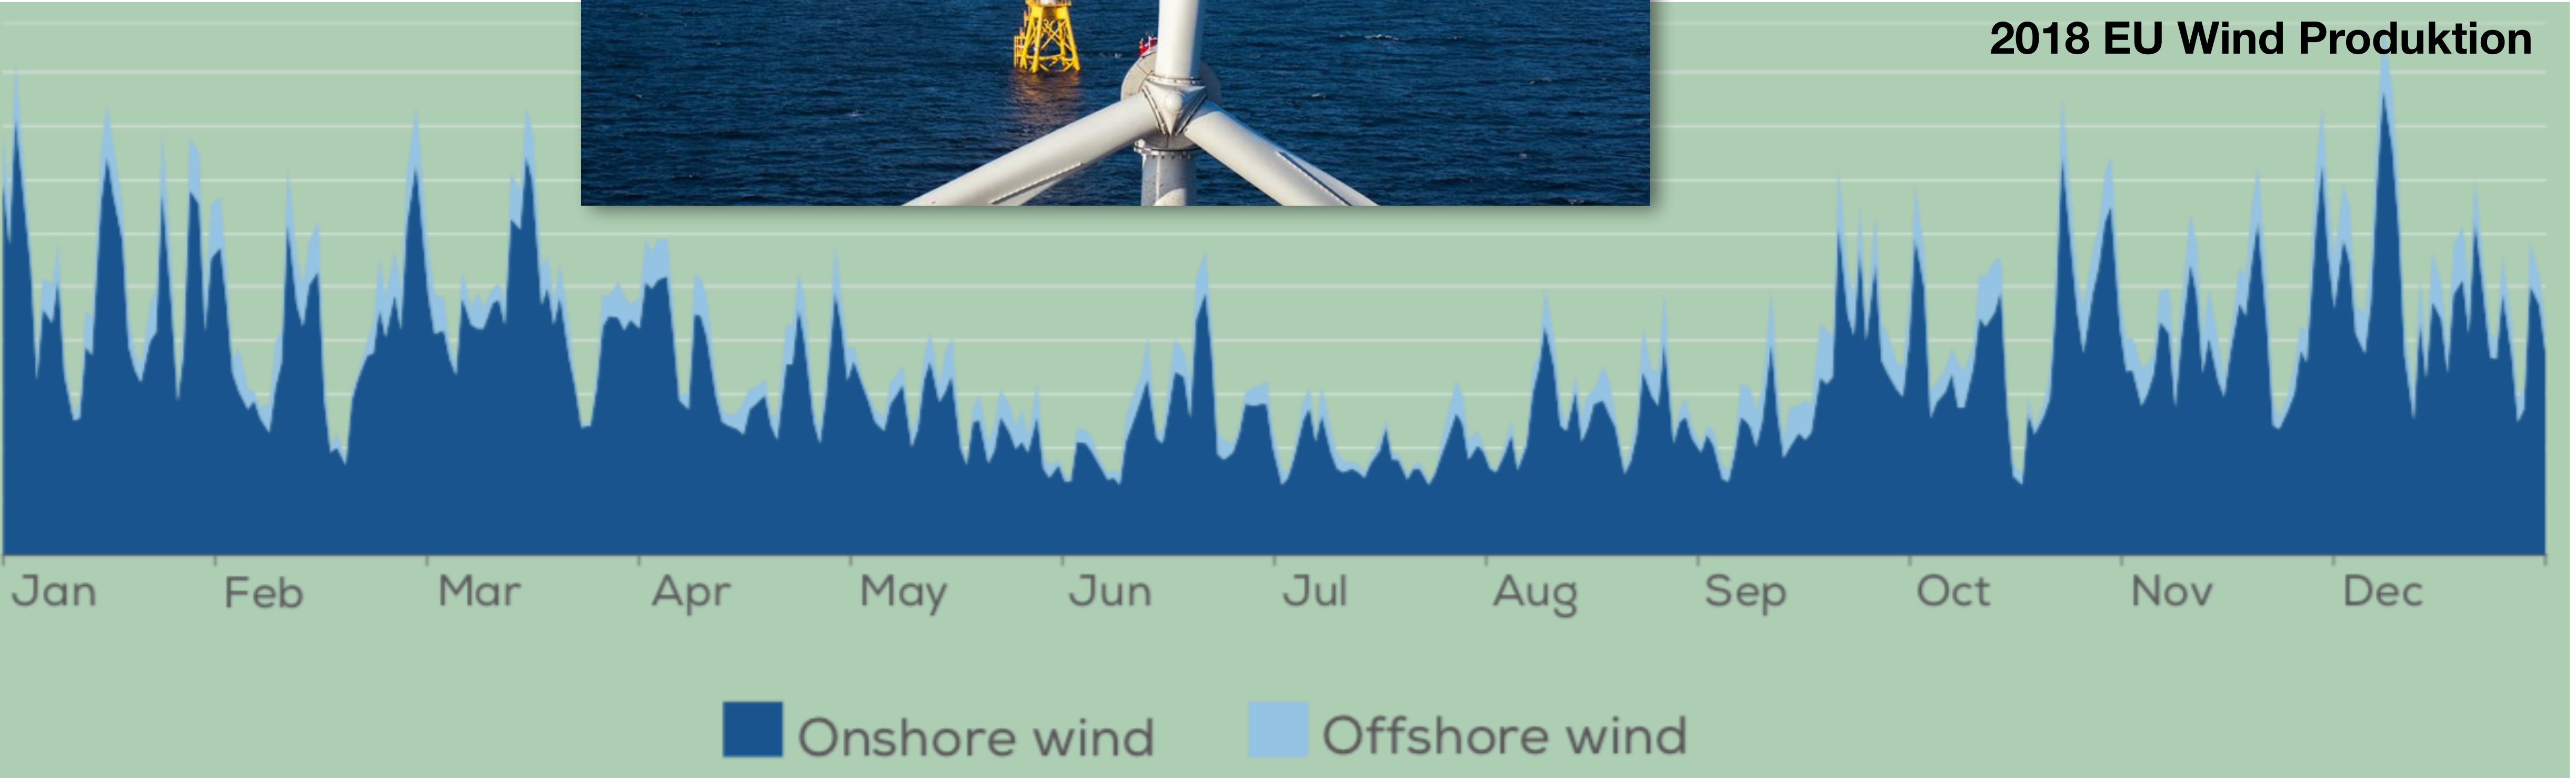 2018 EU Wind Produktion
Jan Feb Mar Apr May Jun Jul Aug Sep Oct Nov Dec
Onshore wind Offshore wind